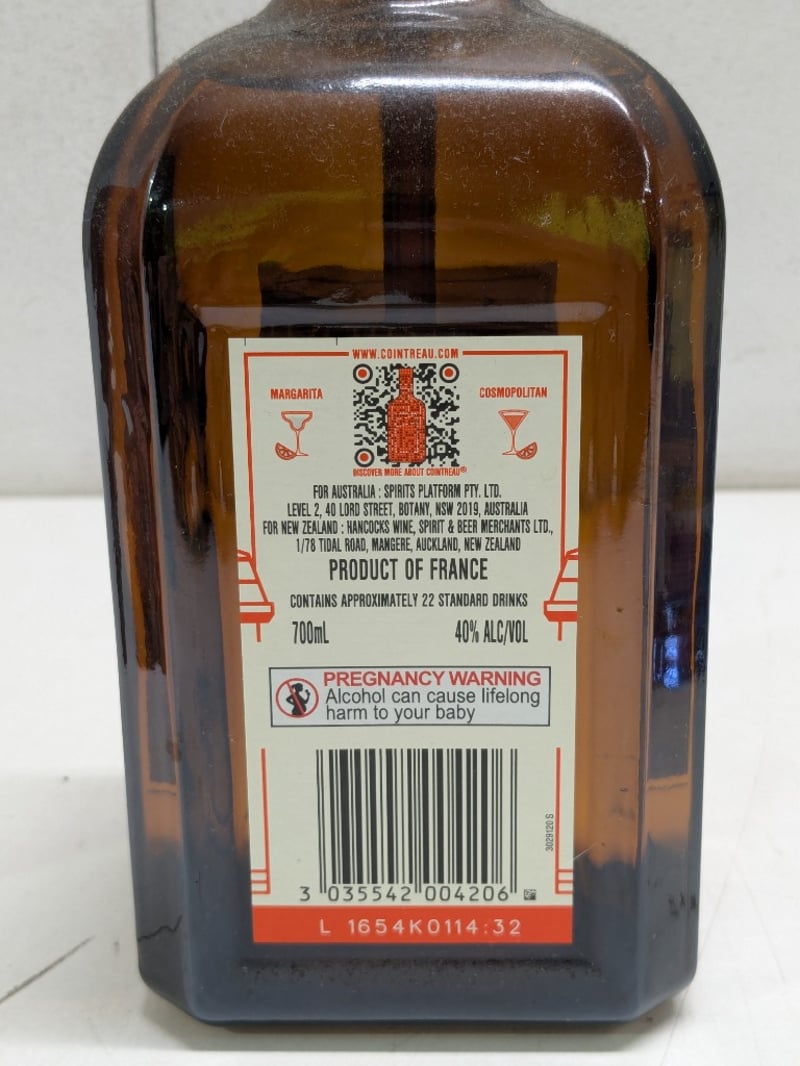 WWW.COINTREAU.COM
MARGARITA
COSMOPOLITAN
DISCOVER MORE ABOUT COINTREAU®
FOR AUSTRALIA : SPIRITS PLATFORM PTY. LTD.
LEVEL 2, 40 LORD STREET, BOTANY, NSW 2019, AUSTRALIA
FOR NEW ZEALAND : HANCOCKS WINE, SPIRIT & BEER MERCHANTS LTD.,
1/78 TIDAL ROAD, MANGERE, AUCKLAND, NEW ZEALAND
PRODUCT OF FRANCE
CONTAINS APPROXIMATELY 22 STANDARD DRINKS
700mL 40% ALC/VOL
PREGNANCY WARNING
Alcohol can cause lifelong
harm to your baby
3029120 S
3 035542 004206
L 1654K0114:32